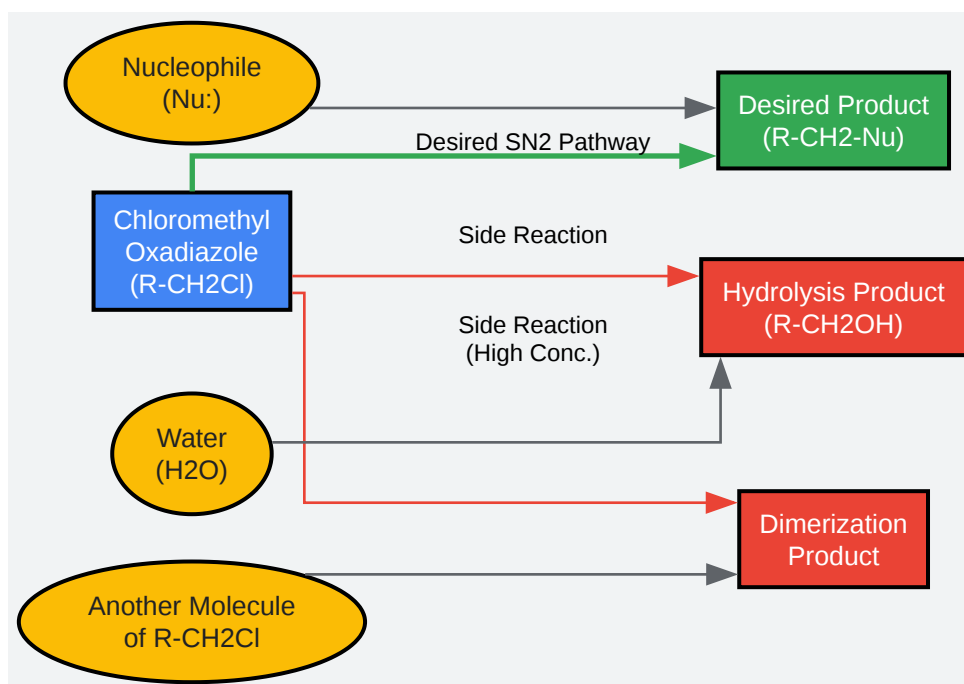 Nucleophile
(Nu:)
Desired Product
(R-CH2-Nu)
Desired SN2 Pathway
Chloromethyl
Oxadiazole
(R-CH2Cl)
Side Reaction
Hydrolysis Product
(R-CH2OH)
Side Reaction
(High Conc.)
Water
(H2O)
Dimerization
Product
Another Molecule
of R-CH2Cl